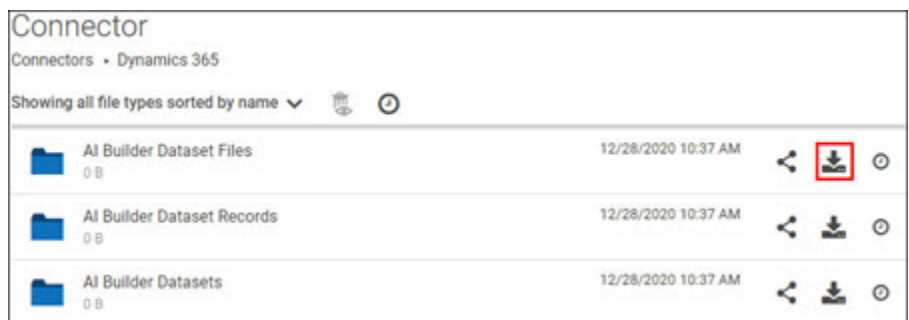 Connector
Connectors • Dynamics 365
Showing all file types sorted by name
AI Builder Dataset Files 12/28/2020 10:37 AM
0 B
AI Builder Dataset Records 12/28/2020 10:37 AM
0 B
AI Builder Datasets 12/28/2020 10:37 AM
0 B